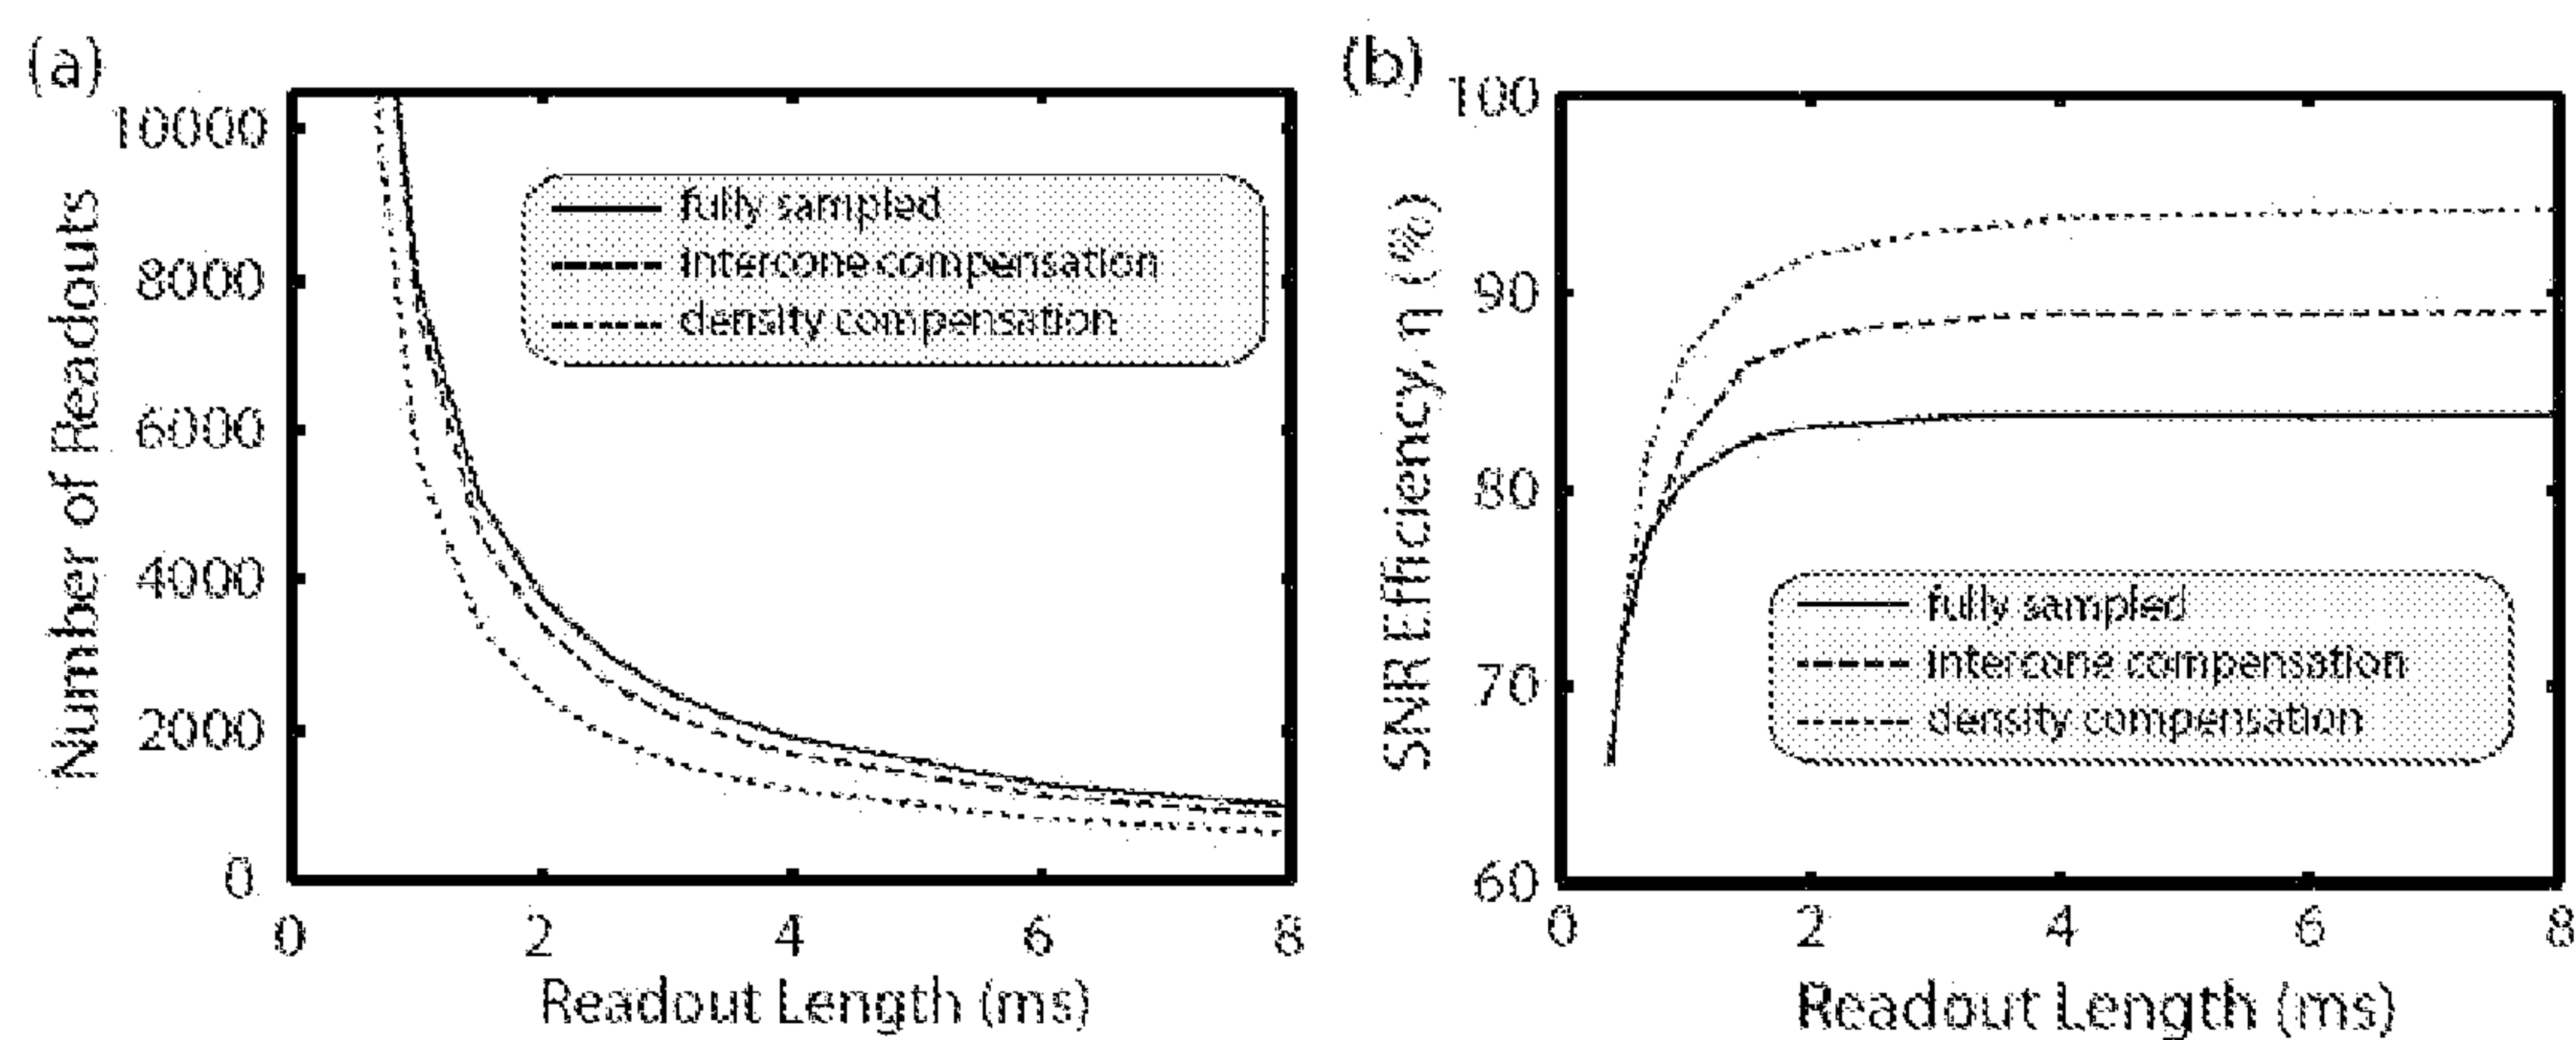 (a)
10000
8000
6000
4000
2000
0
Number of Readouts
fully sampled
intercone compensation
density compensation
0 2 4 6 8
Readout Length (ms)
(b)
100
90
80
70
60
SNR Efficiency, η (%)
fully sampled
intercone compensation
density compensation
0 2 4 6 8
Readout Length (ms)